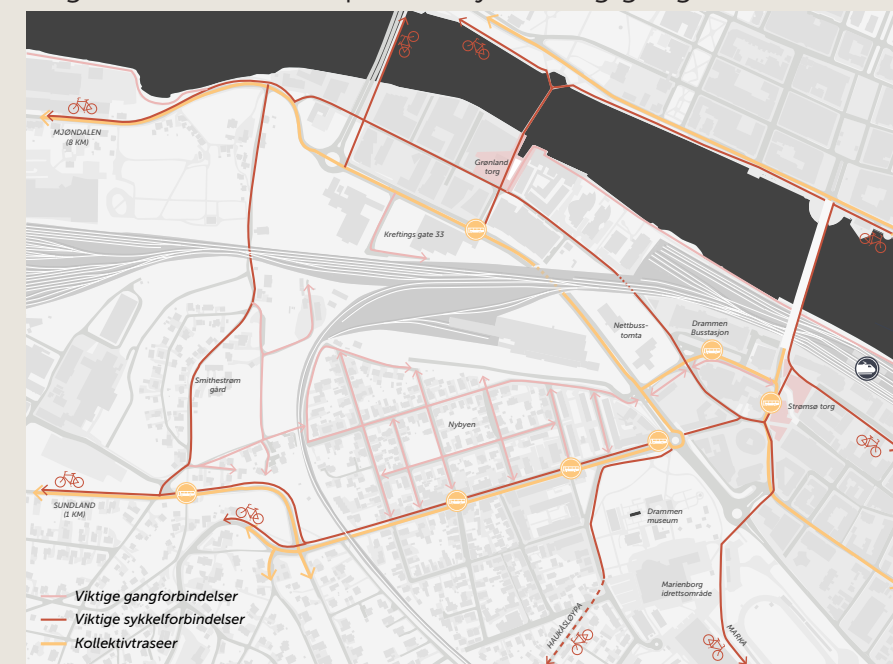 MJØNDALEN
(8 KM)
Grønland
torg
Kreftings gate 33
Nettbuss-
tomta
Drammen
Busstasjon
Smithestrøm
gård
Strømsø torg
Nybyen
SUNDLAND
(1 KM)
Drammen
museum
Marienborg
idrettsområde
HAUKÅSLØYPA
MARKA
Viktige gangforbindelser
Viktige sykkelforbindelser
Kollektivtraseer